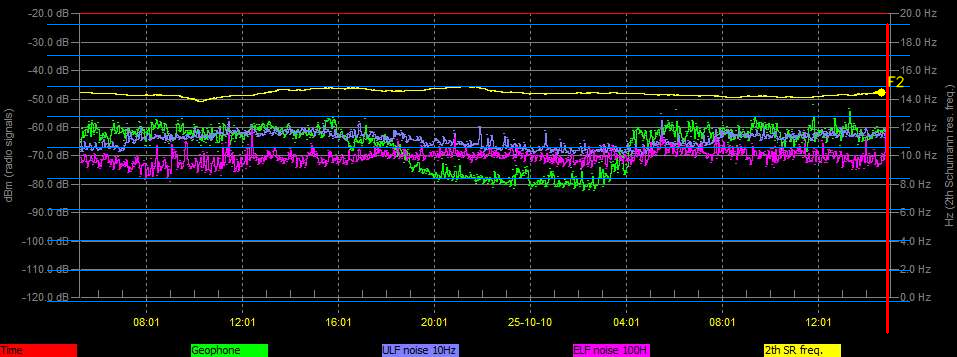 -20.0 dB 20.0 Hz
-30.0 dB 18.0 Hz
-40.0 dB 16.0 Hz
F2
-50.0 dB 14.0 Hz
-60.0 dB 12.0 Hz
-70.0 dB 10.0 Hz
-80.0 dB 8.0 Hz
-90.0 dB 6.0 Hz
-100.0 dB 4.0 Hz
-110.0 dB 2.0 Hz
-120.0 dB 0.0 Hz
dBm (radio signals)
Hz (2th Schumann res. freq.)
08:01 12:01 16:01 20:01 25-10-10 04:01 08:01 12:01
Time Geophone ULF noise 10Hz ELF noise 100H 2th SR freq.